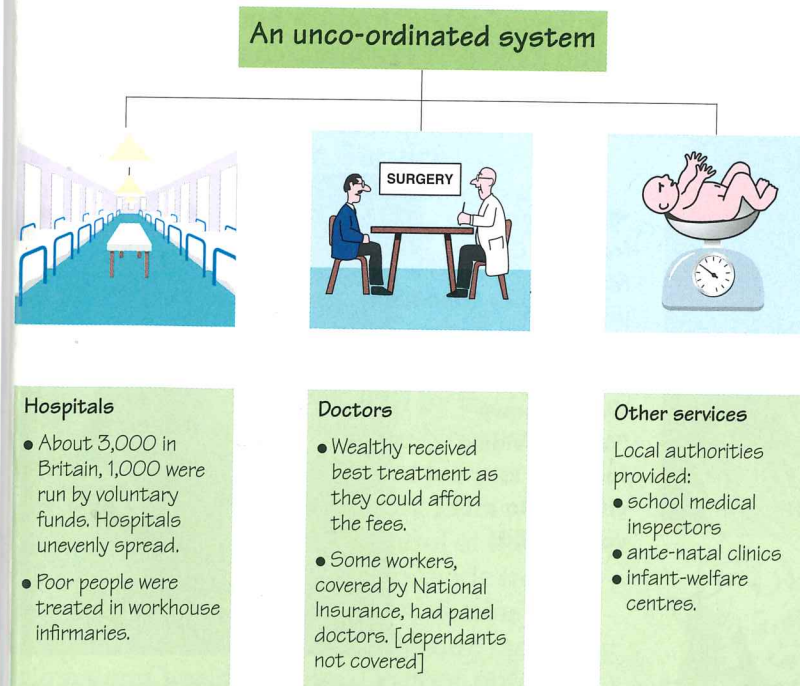 An unco-ordinated system
SURGERY
Hospitals
● About 3,000 in
Britain, 1,000 were
run by voluntary
funds. Hospitals
unevenly spread.
● Poor people were
treated in workhouse
infirmaries.
Doctors
● Wealthy received
best treatment as
they could afford
the fees.
● Some workers,
covered by National
Insurance, had panel
doctors. [dependants
not covered]
Other services
Local authorities
provided:
● school medical
inspectors
● ante-natal clinics
● infant-welfare
centres.